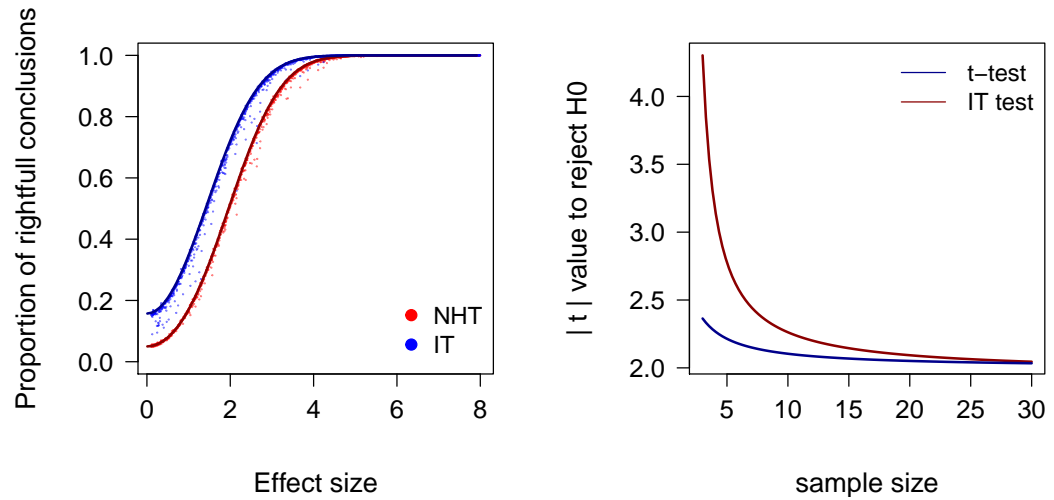 Proportion of rightfull conclusions
1.0
0.8
0.6
0.4
0.2
0.0
NHT
IT
0 2 4 6 8
Effect size
| t | value to reject H0
4.0
3.5
3.0
2.5
2.0
t−test
IT test
5 10 15 20 25 30
sample size